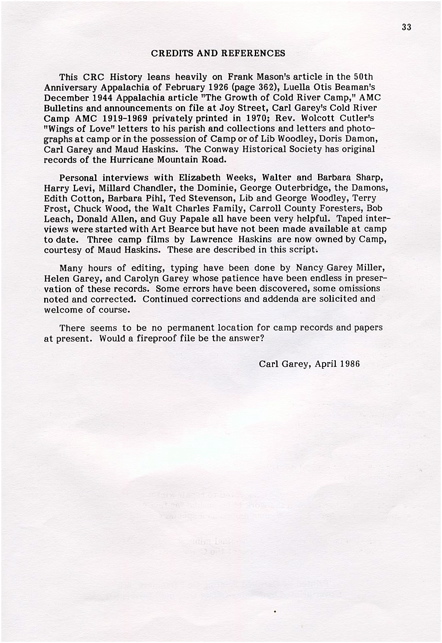 33
CREDITS AND REFERENCES
This CRC History leans heavily on Frank Mason's article in the 50th
Anniversary Appalachia of February 1926 (page 362), Luella Otis Beaman's
December 1944 Appalachia article "The Growth of Cold River Camp," AMC
Bulletins and announcements on file at Joy Street, Carl Garey's Cold River
Camp AMC 1919-1969 privately printed in 1970; Rev. Wolcott Cutler's
"Wings of Love" letters to his parish and collections and letters and photo-
graphs at camp or in the possession of Camp or of Lib Woodley, Doris Damon,
Carl Garey and Maud Haskins. The Conway Historical Society has original
records of the Hurricane Mountain Road.
Personal interviews with Elizabeth Weeks, Walter and Barbara Sharp,
Harry Levi, Millard Chandler, the Dominie, George Outerbridge, the Damons,
Edith Cotton, Barbara Pihl, Ted Stevenson, Lib and George Woodley, Terry
Frost, Chuck Wood, the Walt Charles Family, Carroll County Foresters, Bob
Leach, Donald Allen, and Guy Papale all have been very helpful. Taped inter-
views were started with Art Bearce but have not been made available at camp
to date. Three camp films by Lawrence Haskins are now owned by Camp,
courtesy of Maud Haskins. These are described in this script.
Many hours of editing, typing have been done by Nancy Garey Miller,
Helen Garey, and Carolyn Garey whose patience have been endless in preser-
vation of these records. Some errors have been discovered, some omissions
noted and corrected. Continued corrections and addenda are solicited and
welcome of course.
There seems to be no permanent location for camp records and papers
at present. Would a fireproof file be the answer?
Carl Garey, April 1986